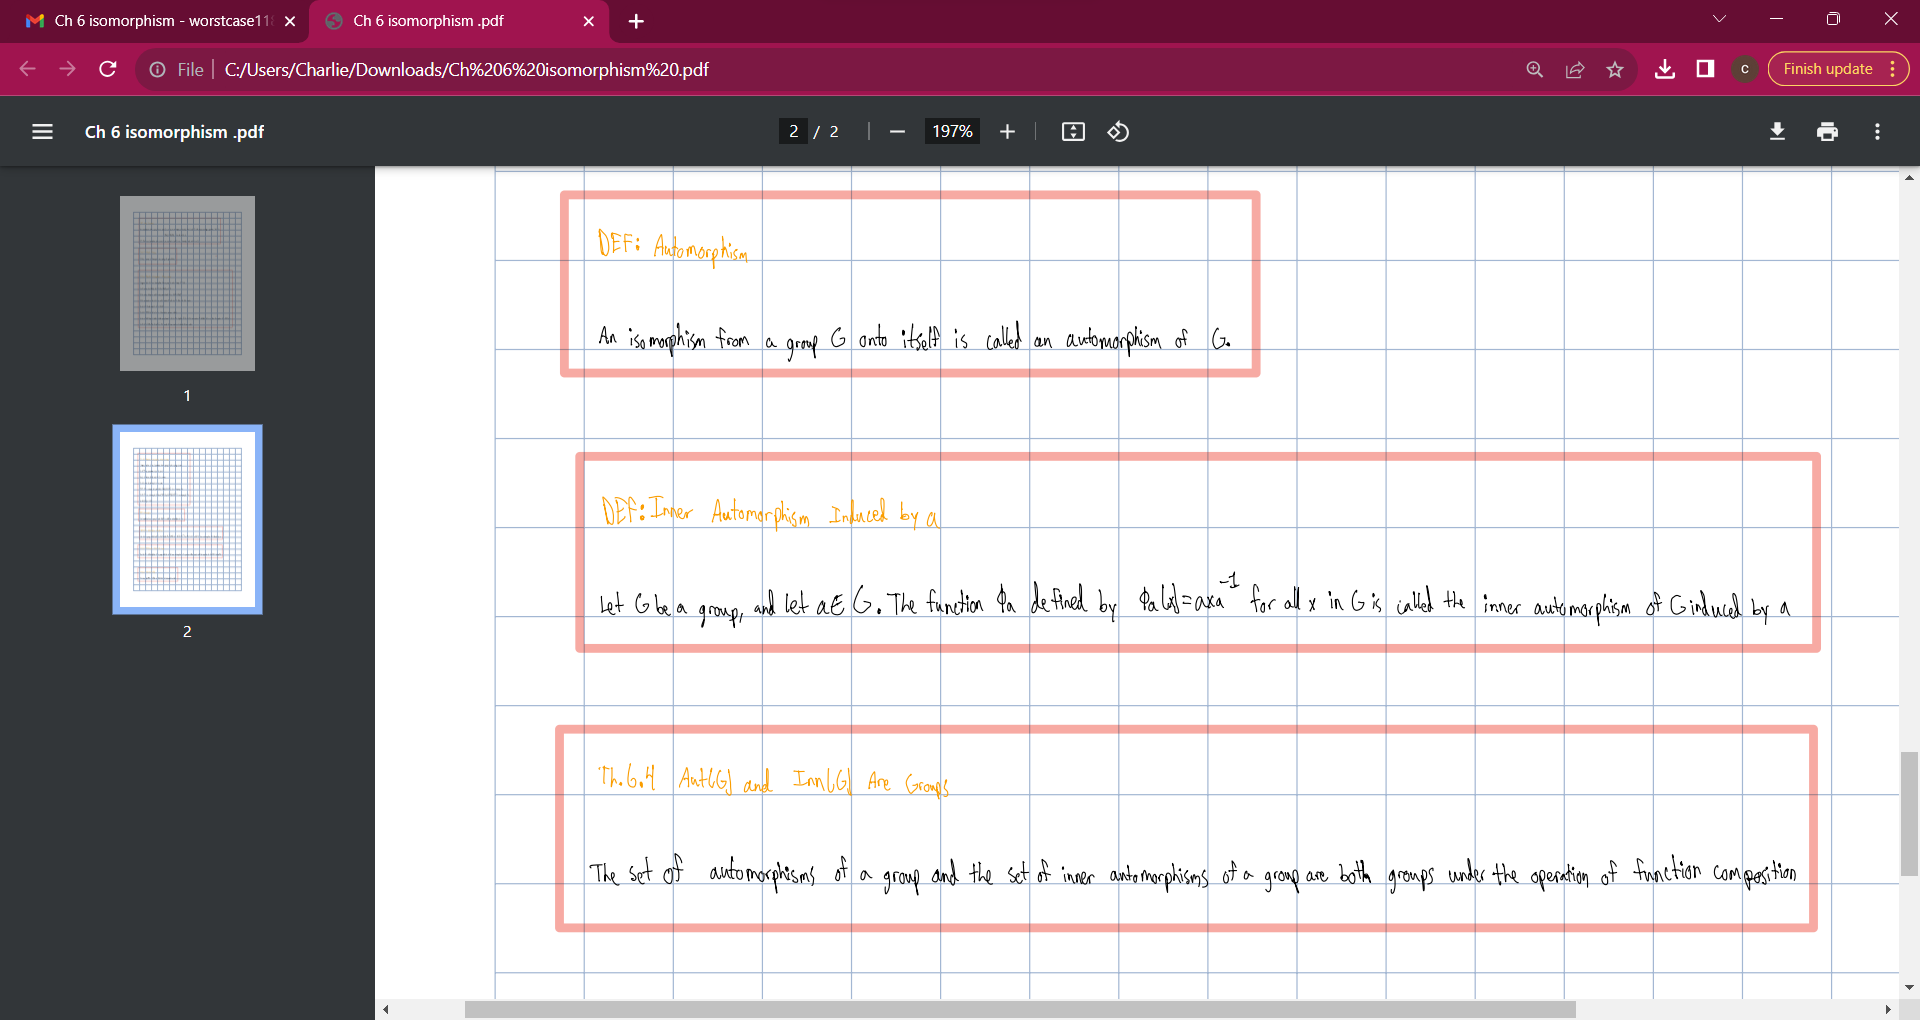 Ch 6 isomorphism - worstcase11
Ch 6 isomorphism .pdf
File
C:/Users/Charlie/Downloads/Ch%206%20isomorphism%20.pdf
C
Finish update
Ch 6 isomorphism .pdf
2 / 2
197%
1
2
DEF: Automorphism
An isomorphism from a group G onto itself is called an automorphism of G.
DEF: Inner Automorphism Induced by a
Let G be a group, and let a∈G. The function Φa defined by Φa(x)=axa⁻¹ for all x in G is called the inner automorphism of G induced by a
Th.6.4 Aut(G) and Inn(G) Are Groups
The set of automorphisms of a group and the set of inner automorphisms of a group are both groups under the operation of function composition